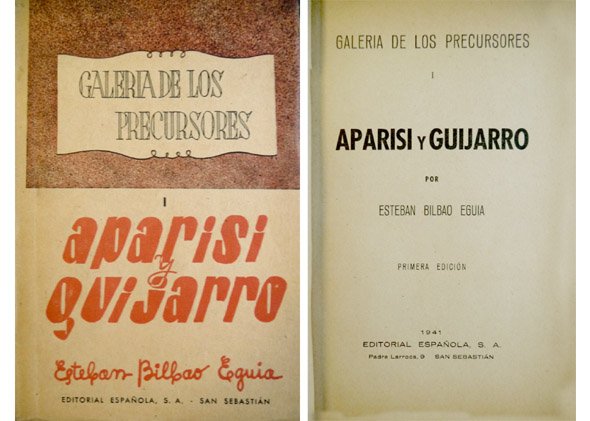 GALERIA DE LOS
PRECURSORES
I
aparisi
y
guijarro
Esteban Bilbao Eguia
EDITORIAL ESPAÑOLA, S. A. - SAN SEBASTIÁN
GALERIA DE LOS PRECURSORES
I
APARISI Y GUIJARRO
POR
ESTEBAN BILBAO EGUIA
PRIMERA EDICIÓN
1941
EDITORIAL ESPAÑOLA, S. A.
Padre Larroca, 9 SAN SEBASTIÁN